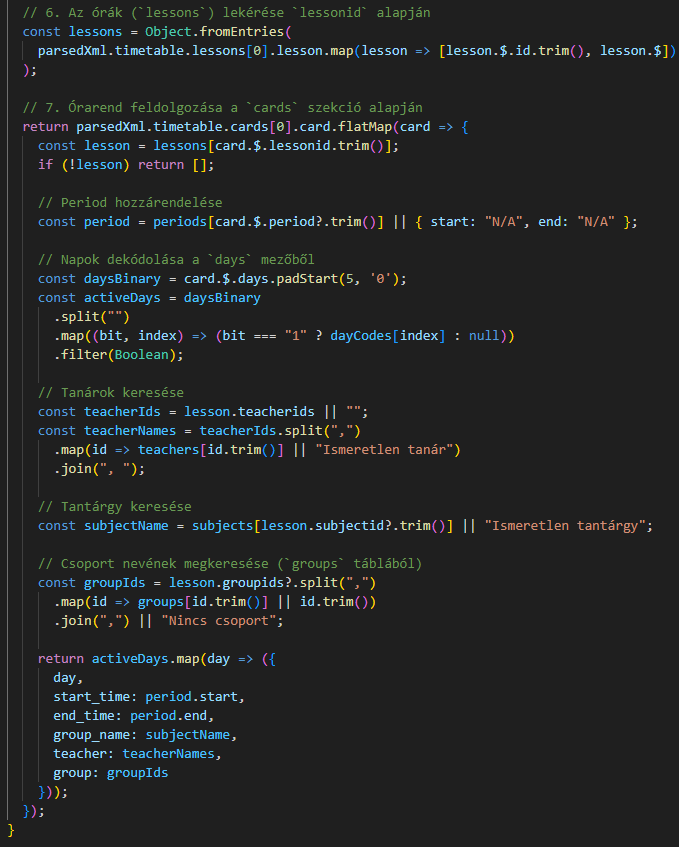 // 6. Az órák (`lessons`) lekérése `lessonid` alapján
const lessons = Object.fromEntries(
  parsedXml.timetable.lessons[0].lesson.map(lesson => [lesson.$.id.trim(), lesson.$])
);

// 7. Órarend feldolgozása a `cards` szekció alapján
return parsedXml.timetable.cards[0].card.flatMap(card => {
  const lesson = lessons[card.$.lessonid.trim()];
  if (!lesson) return [];

  // Period hozzárendelése
  const period = periods[card.$.period?.trim()] || { start: "N/A", end: "N/A" };

  // Napok dekódolása a `days` mezőből
  const daysBinary = card.$.days.padStart(5, '0');
  const activeDays = daysBinary
    .split("")
    .map((bit, index) => (bit === "1" ? dayCodes[index] : null))
    .filter(Boolean);

  // Tanárok keresése
  const teacherIds = lesson.teacherids || "";
  const teacherNames = teacherIds.split(",")
    .map(id => teachers[id.trim()] || "Ismeretlen tanár")
    .join(", ");

  // Tantárgy keresése
  const subjectName = subjects[lesson.subjectid?.trim()] || "Ismeretlen tantárgy";

  // Csoport nevének megkeresése (`groups` táblából)
  const groupIds = lesson.groupids?.split(",")
    .map(id => groups[id.trim()] || id.trim())
    .join(",") || "Nincs csoport";

  return activeDays.map(day => ({
    day,
    start_time: period.start,
    end_time: period.end,
    group_name: subjectName,
    teacher: teacherNames,
    group: groupIds
  }));
});
}